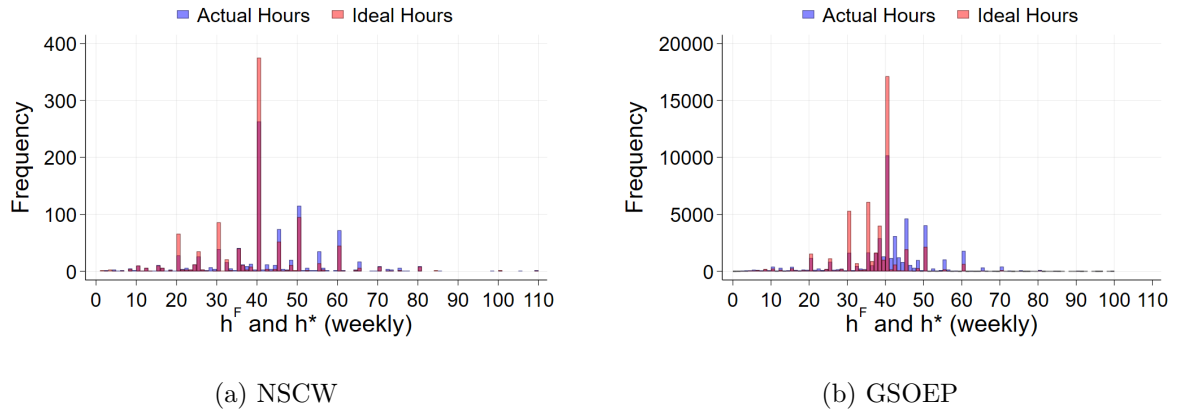 Actual Hours Ideal Hours
400
300
200
100
0
Frequency
0 10 20 30 40 50 60 70 80 90 100 110
h^F and h* (weekly)
(a) NSCW
Actual Hours Ideal Hours
20000
15000
10000
5000
0
Frequency
0 10 20 30 40 50 60 70 80 90 100 110
h^F and h* (weekly)
(b) GSOEP